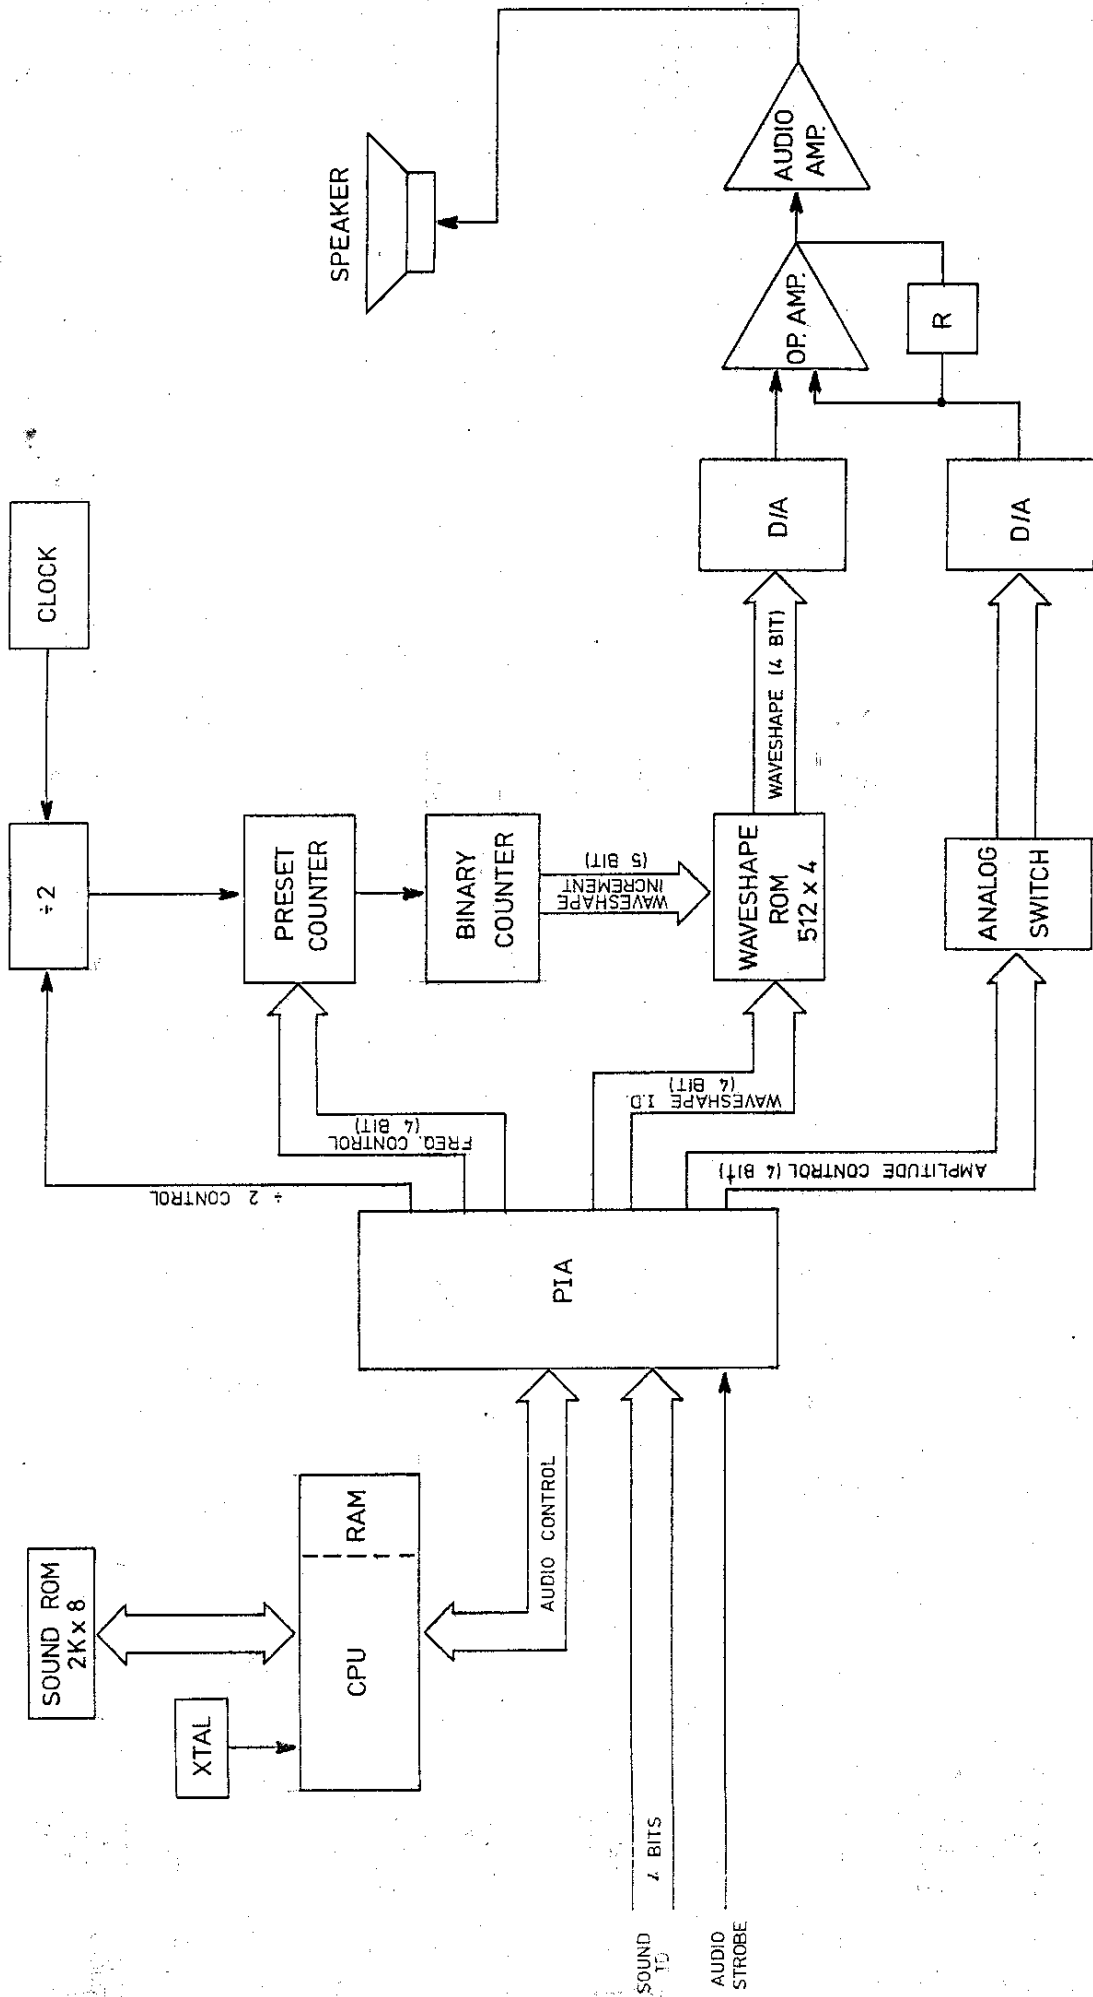 SOUND ROM
2K x 8
XTAL
CPU
RAM
AUDIO CONTROL
SOUND
BITS
AUDIO
STROBE
PIA
÷ 2 CONTROL
FREQ. CONTROL
(4 BIT)
WAVESHAPE I.D.
(4 BIT)
AMPLITUDE CONTROL (4 BIT)
÷2
CLOCK
PRESET
COUNTER
BINARY
COUNTER
WAVESHAPE
INCREMENT
(5 BIT)
WAVESHAPE
ROM
512 x 4
ANALOG
SWITCH
WAVESHAPE (4 BIT)
D/A
D/A
OP. AMP.
R
AUDIO
AMP.
SPEAKER